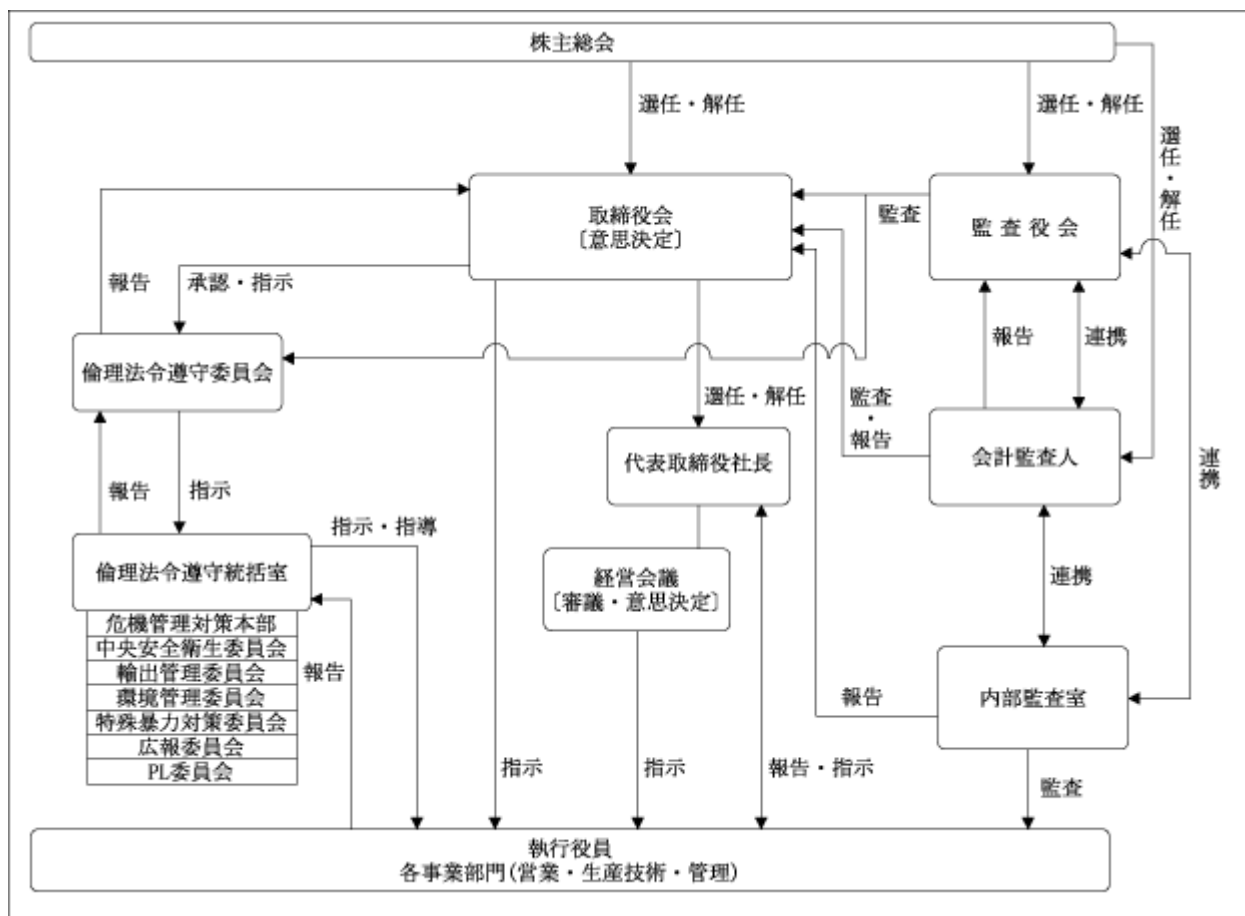 株主総会
選任・解任
選任・解任
選任・解任
取締役会
〔意思決定〕
監査
監査役会
報告
承認・指示
報告
連携
倫理法令遵守委員会
選任・解任
監査・報告
会計監査人
連携
代表取締役社長
報告
指示
指示・指導
倫理法令遵守統括室
経営会議
〔審議・意思決定〕
連携
危機管理対策本部
中央安全衛生委員会
輸出管理委員会
環境管理委員会
特殊暴力対策委員会
広報委員会
PL委員会
報告
報告
内部監査室
指示
指示
報告・指示
監査
執行役員
各事業部門(営業・生産技術・管理)